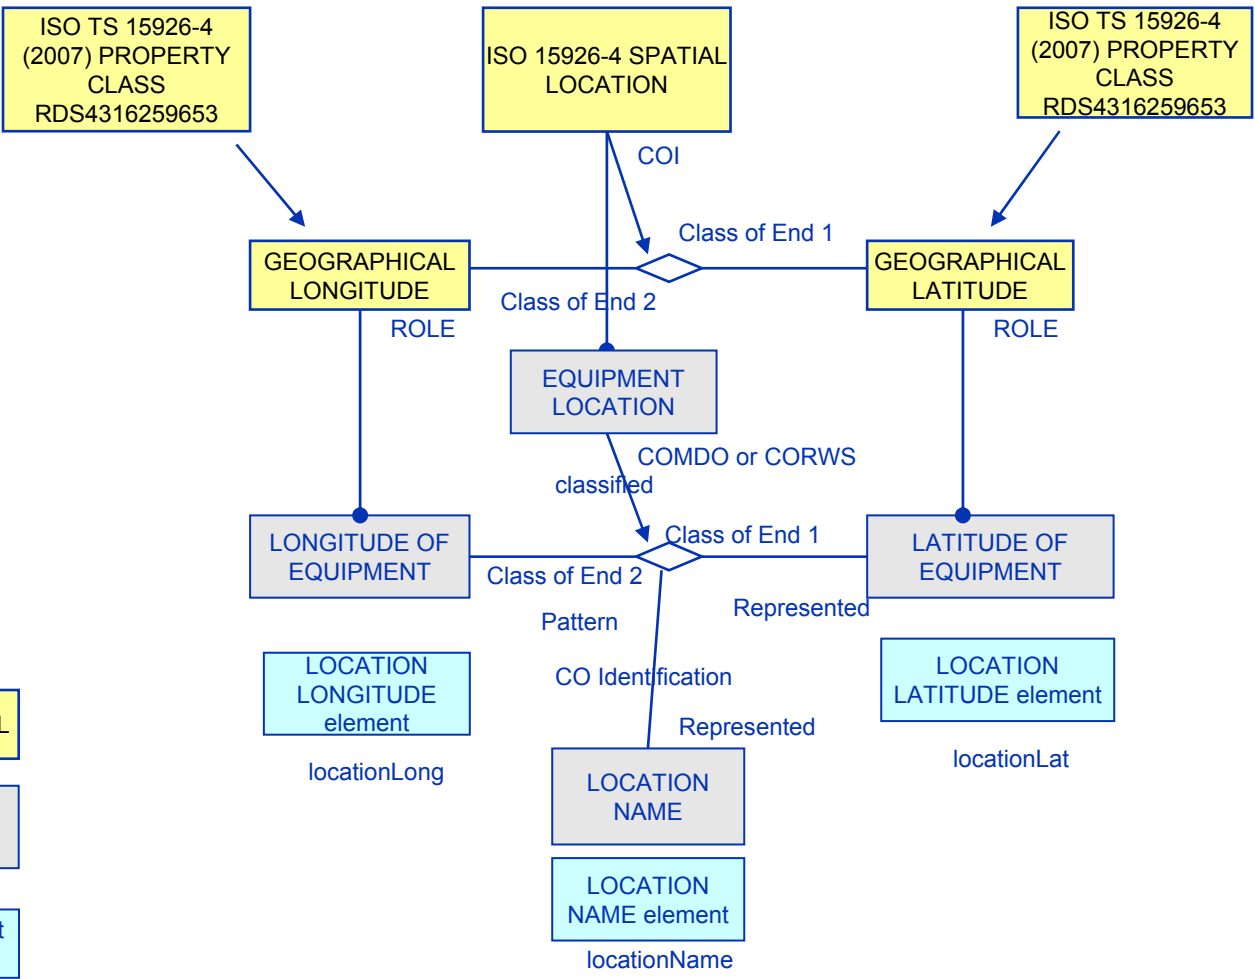 ISO TS 15926-4
(2007) PROPERTY
CLASS
RDS4316259653
ISO 15926-4 SPATIAL
LOCATION
ISO TS 15926-4
(2007) PROPERTY
CLASS
RDS4316259653
COI
Class of End 1
GEOGRAPHICAL
LONGITUDE
GEOGRAPHICAL
LATITUDE
Class of End 2
ROLE
ROLE
EQUIPMENT
LOCATION
COMDO or CORWS
classified
LONGITUDE OF
EQUIPMENT
Class of End 1
LATITUDE OF
EQUIPMENT
Class of End 2
Pattern
Represented
LOCATION
LONGITUDE
element
CO Identification
LOCATION
LATITUDE element
L
Represented
locationLong
locationLat
LOCATION
NAME
LOCATION
NAME element
t
locationName